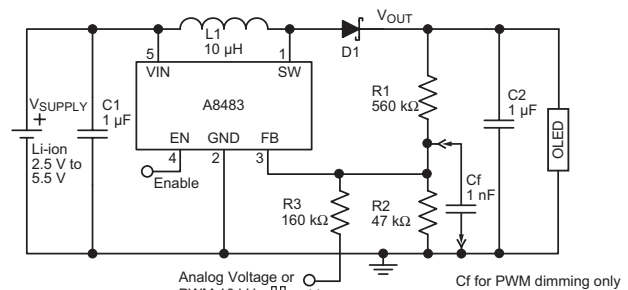 L1
10 µH
VOUT
D1
5
1
VIN
SW
A8483
EN
GND
FB
4
2
3
Enable
VSUPPLY
+
Li-ion
2.5 V to
5.5 V
C1
1 µF
R1
560 kΩ
C2
1 µF
OLED
Cf
1 nF
R3
160 kΩ
R2
47 kΩ
Analog Voltage or
Cf for PWM dimming only